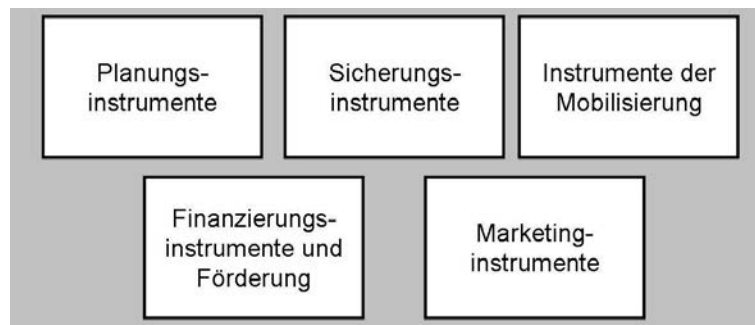 Planungs-
instrumente
Sicherungs-
instrumente
Instrumente der
Mobilisierung
Finanzierungs-
instrumente und
Förderung
Marketing-
instrumente